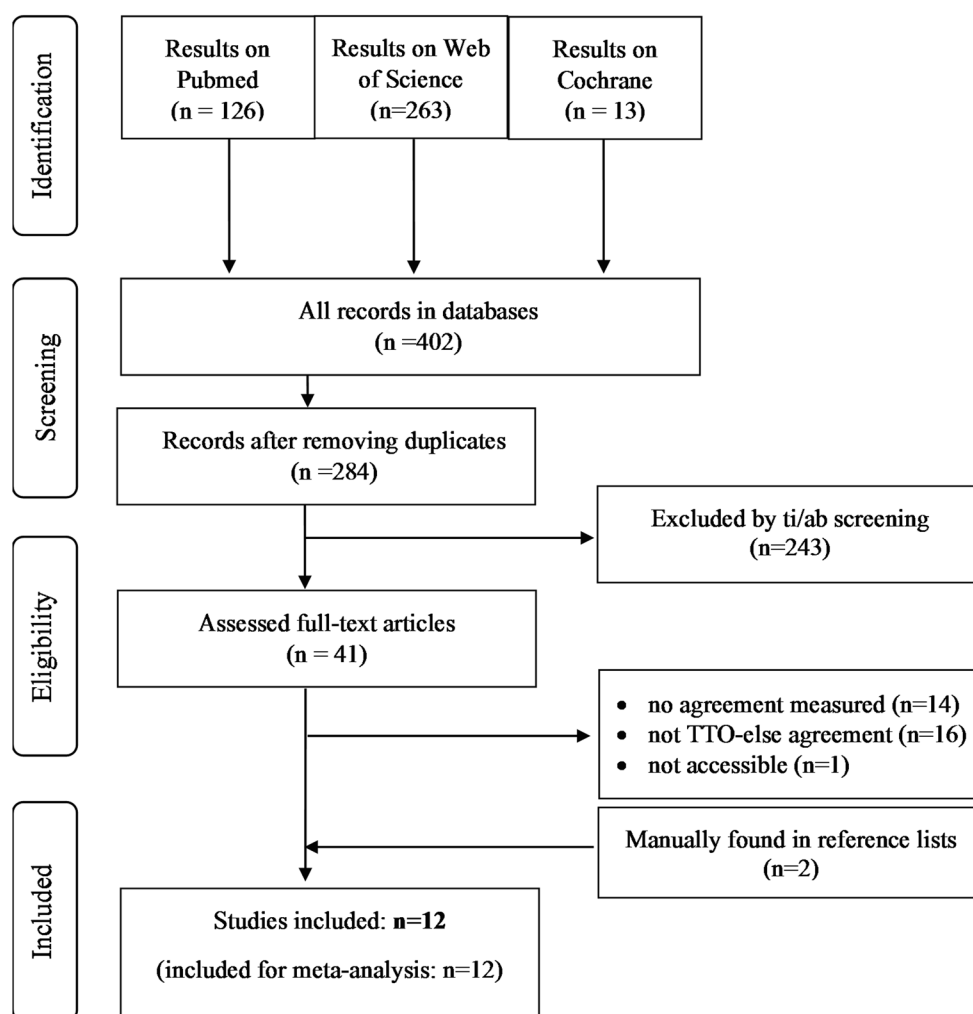 Identification
Results on
Pubmed
(n = 126)
Results on Web
of Science
(n=263)
Results on
Cochrane
(n = 13)
Screening
All records in databases
(n =402)
Records after removing duplicates
(n =284)
Excluded by ti/ab screening
(n=243)
Eligibility
Assessed full-text articles
(n = 41)
• no agreement measured (n=14)
• not TTO-else agreement (n=16)
• not accessible (n=1)
Manually found in reference lists
(n=2)
Included
Studies included: n=12
(included for meta-analysis: n=12)